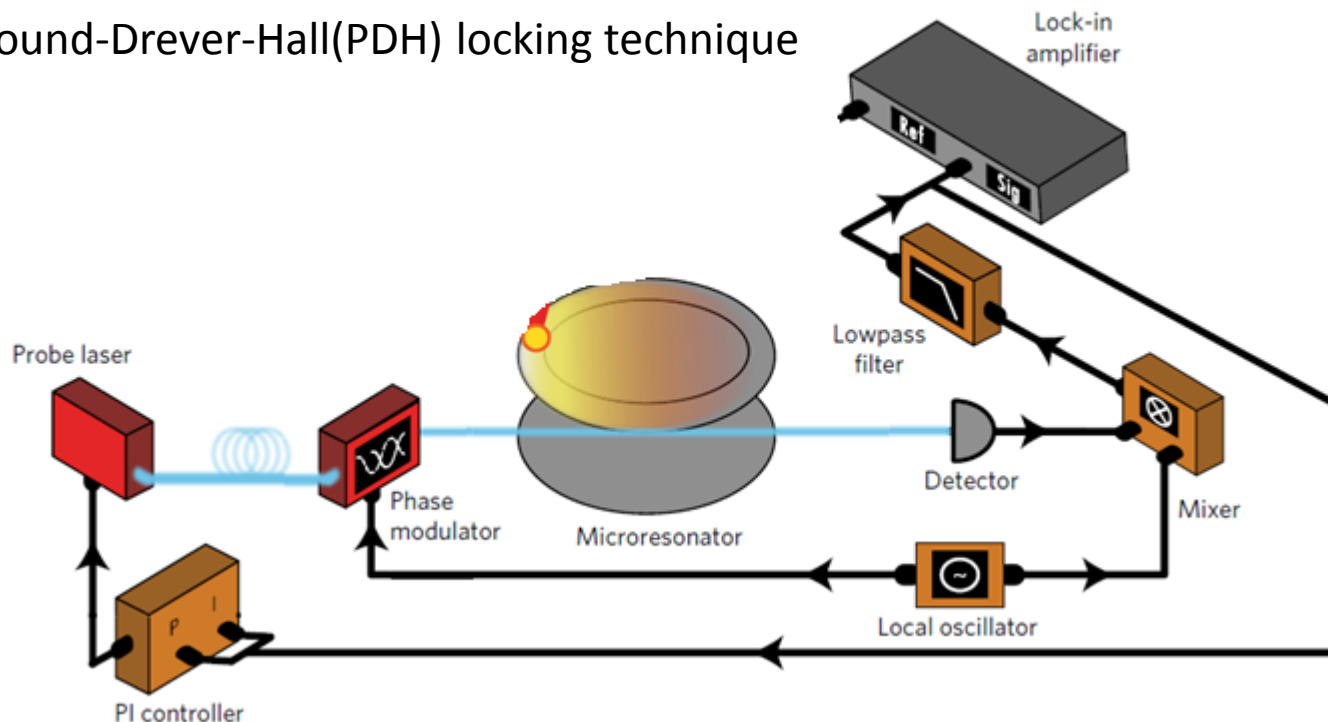 ound-Drever-Hall(PDH) locking technique
Lock-in
amplifier
Ref
Sig
Lowpass
filter
Probe laser
Phase
modulator
Microresonator
Detector
Mixer
Local oscillator
P
I
PI controller